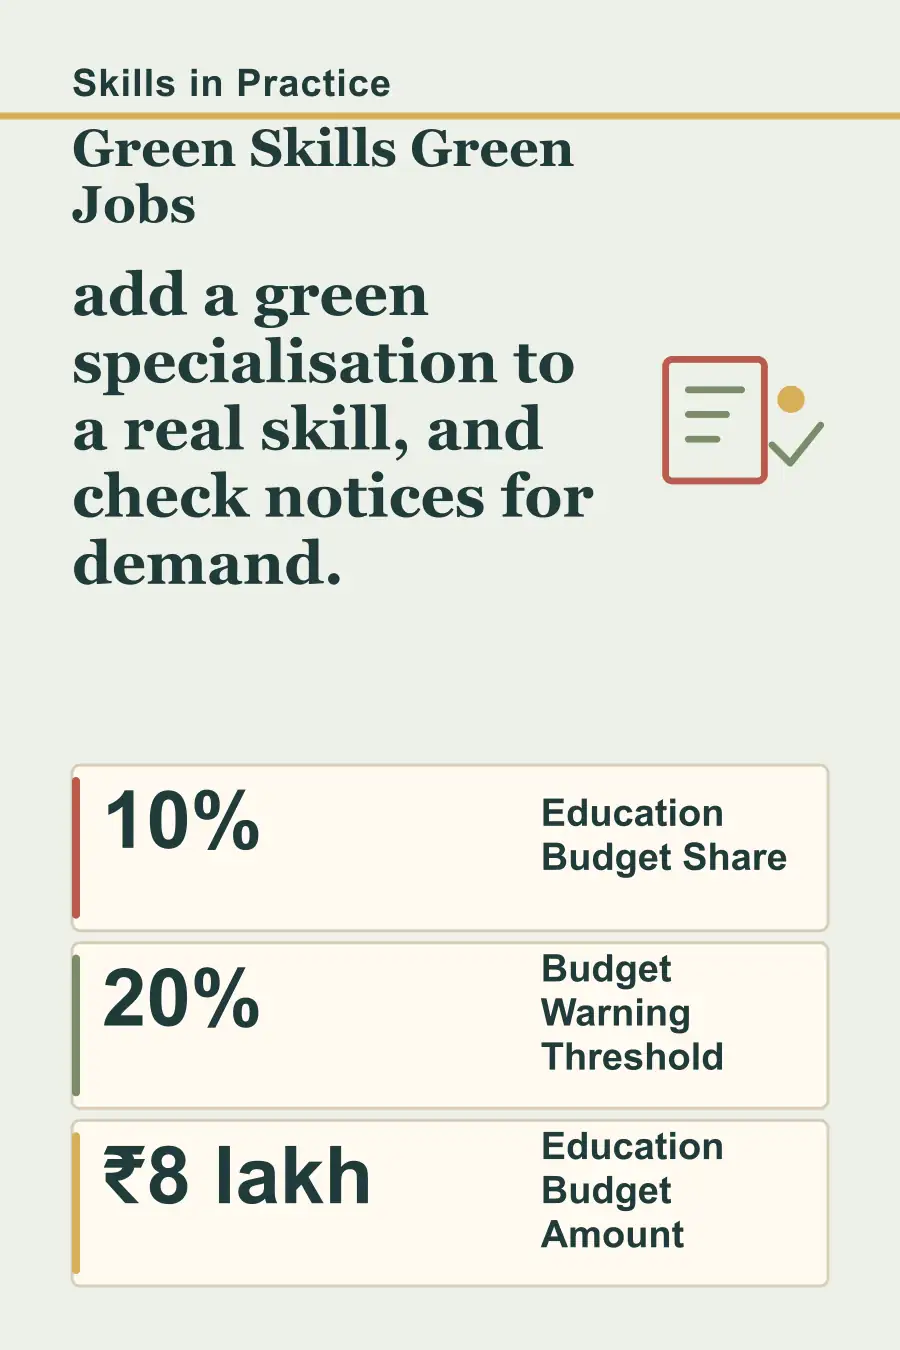 Skills in Practice
Green Skills Green
Jobs
add a green
specialisation to
a real skill, and
check notices for
demand.
10%
Education
Budget Share
20%
Budget
Warning
Threshold
₹8 lakh
Education
Budget
Amount